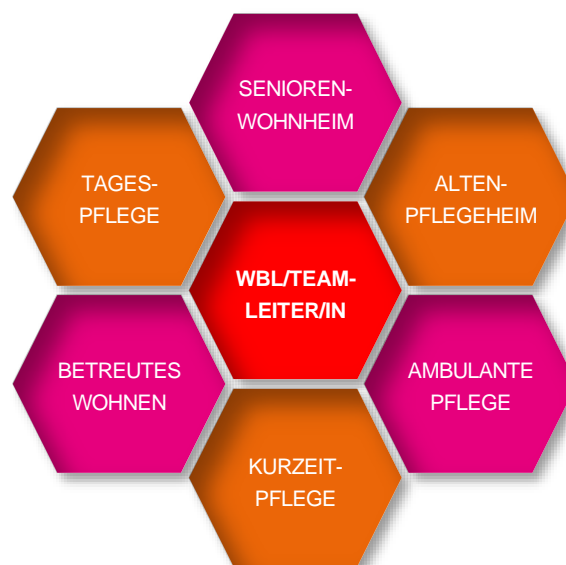 SENIOREN-
WOHNHEIM
TAGES-
PFLEGE
ALTEN-
PFLEGEHEIM
WBL/TEAM-
LEITER/IN
BETREUTES
WOHNEN
AMBULANTE
PFLEGE
KURZEIT-
PFLEGE